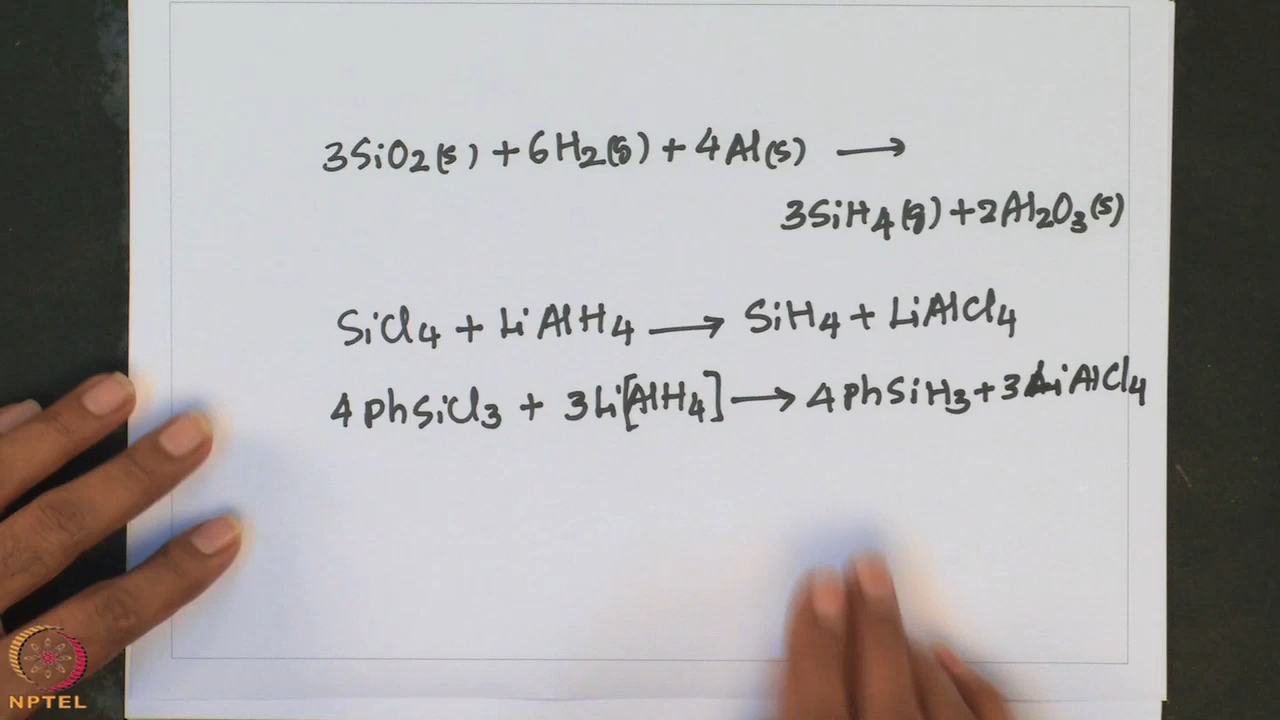 3SiO2(s) + 6H2(g) + 4Al(s) ⟶
3SiH4(g) + 2Al2O3(s)
SiCl4 + LiAlH4 ⟶ SiH4 + LiAlCl4
4PhSiCl3 + 3Li[AlH4] ⟶ 4PhSiH3 + 3LiAlCl4
NPTEL